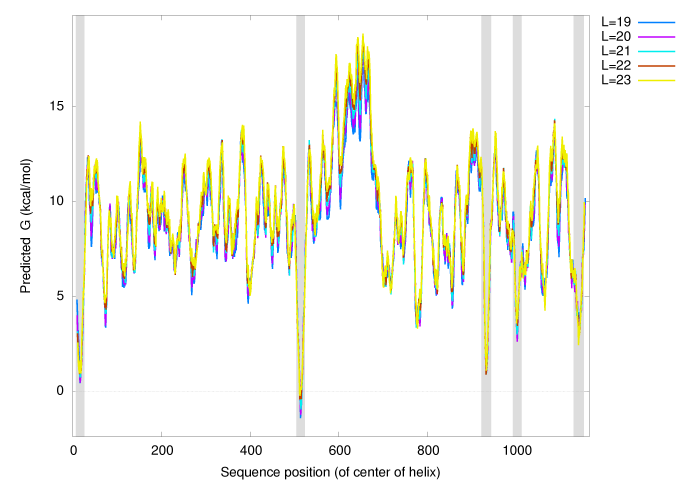 L=19
L=20
L=21
L=22
L=23
15
10
5
0
Predicted G (kcal/mol)
0 200 400 600 800 1000
Sequence position (of center of helix)